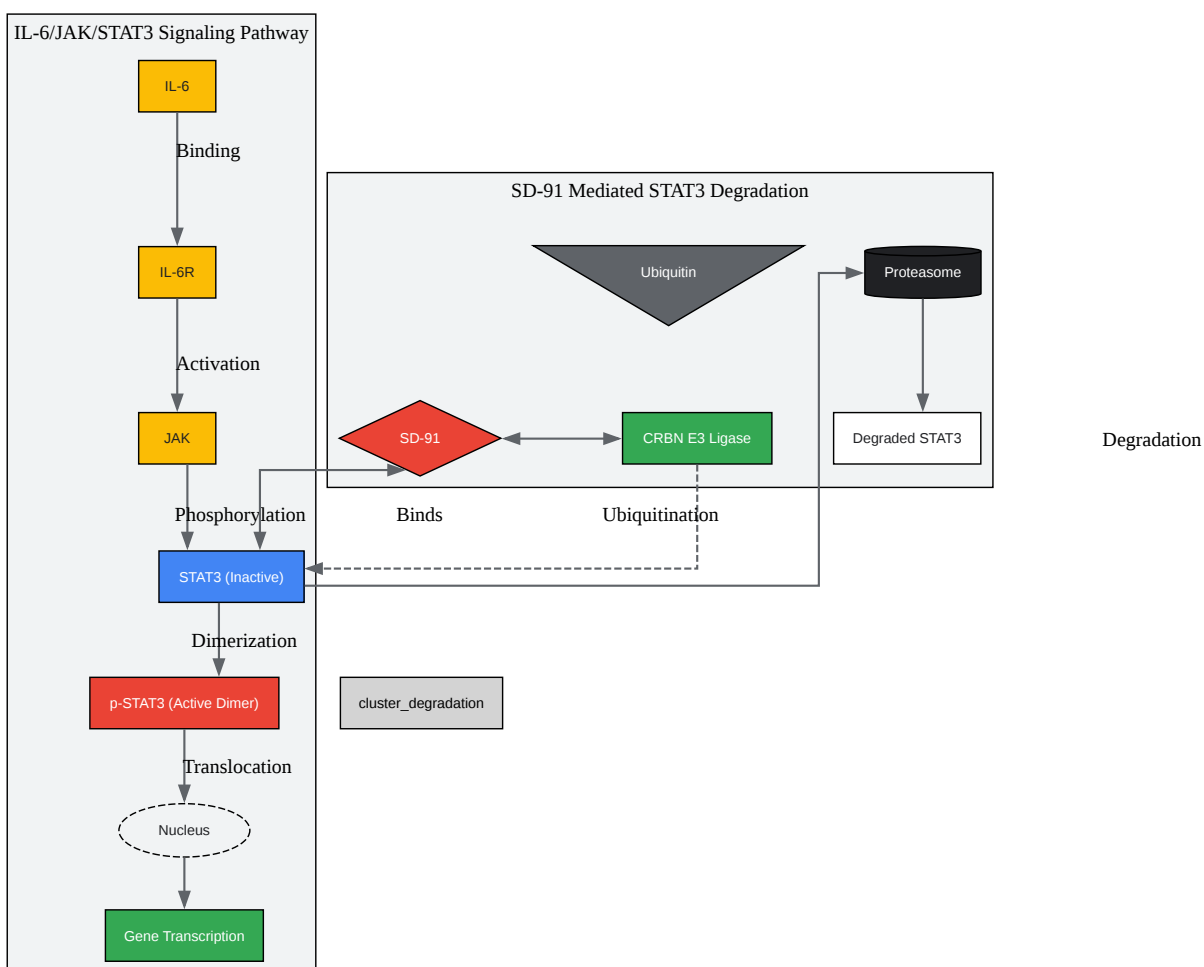 IL-6/JAK/STAT3 Signaling Pathway
IL-6
Binding
SD-91 Mediated STAT3 Degradation
IL-6R
Ubiquitin
Proteasome
Activation
JAK
SD-91
CRBN E3 Ligase
Degraded STAT3
Degradation
Phosphorylation
Binds
Ubiquitination
STAT3 (Inactive)
Dimerization
p-STAT3 (Active Dimer)
cluster_degradation
Translocation
Nucleus
Gene Transcription